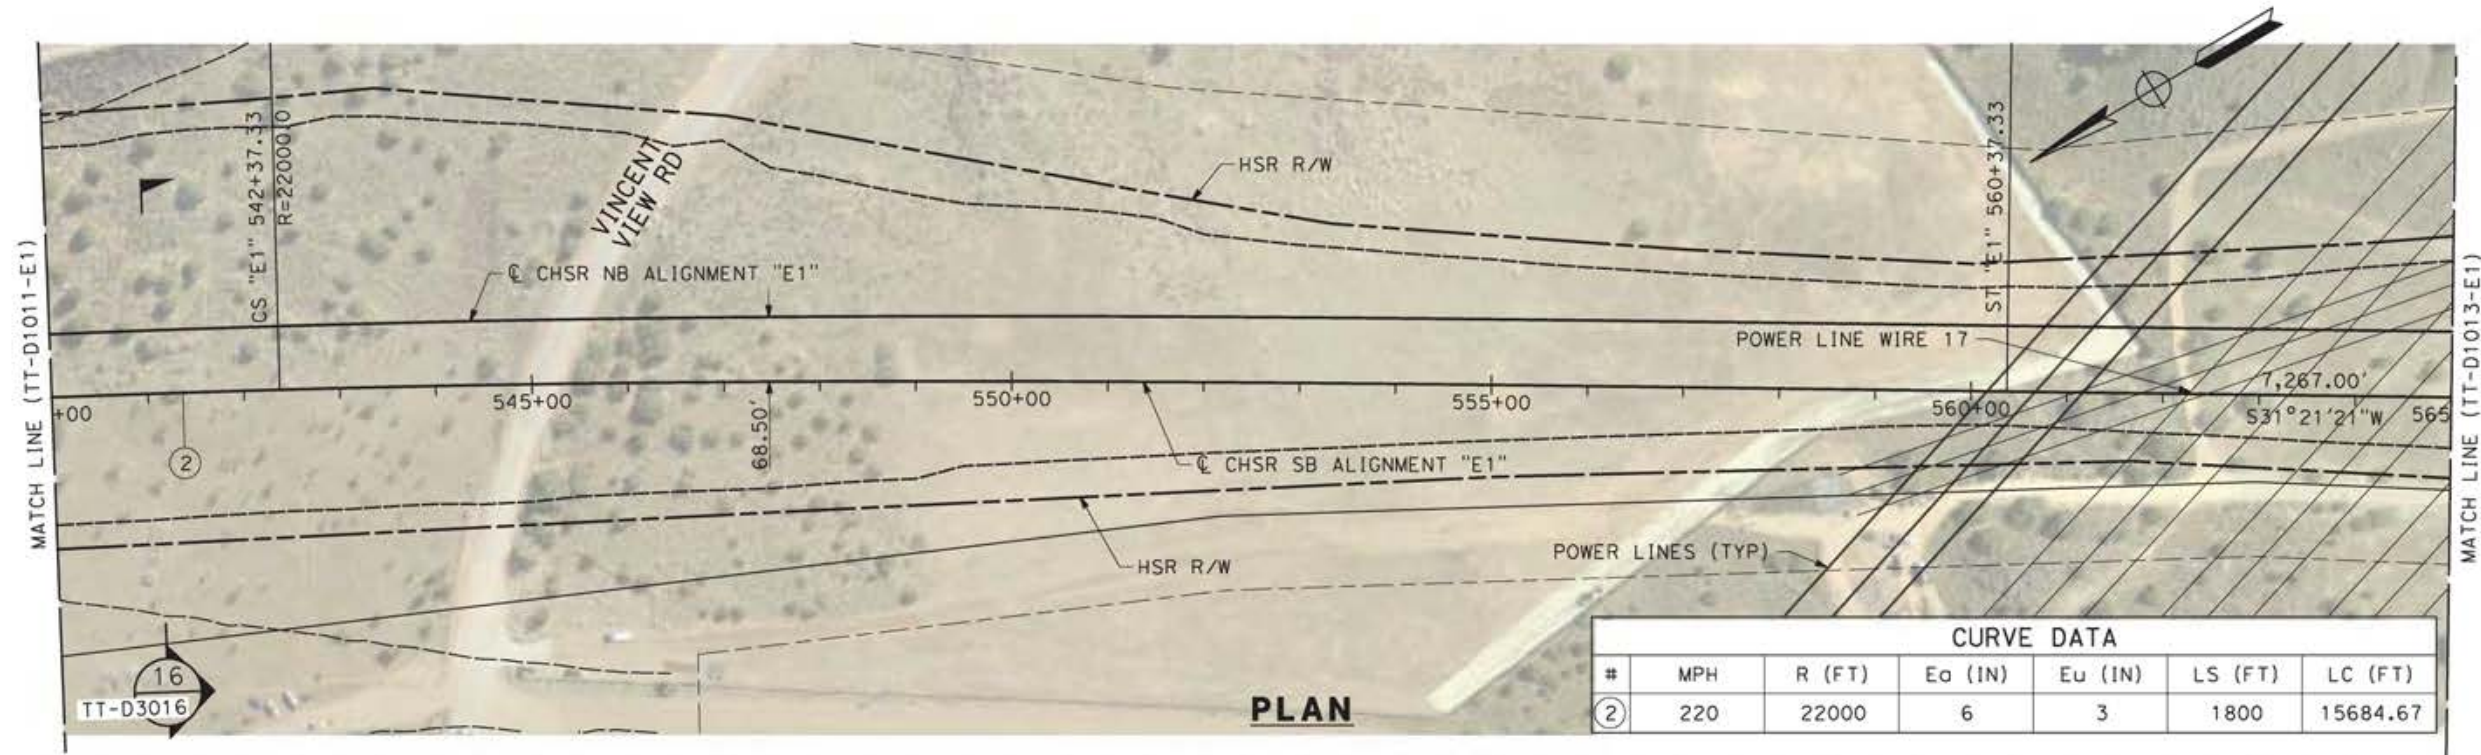 MATCH LINE (TT-D1011-E1)
CS "E1" 542+37.33
R=22000.0
VINCENT
VIEW RD
HSR R/W
℄ CHSR NB ALIGNMENT "E1"
ST "E1" 560+37.33
POWER LINE WIRE 17
7,267.00'
S31°21'21"W
+00
545+00
550+00
555+00
560+00
565
68.50'
2
℄ CHSR SB ALIGNMENT "E1"
HSR R/W
POWER LINES (TYP)
MATCH LINE (TT-D1013-E1)
16
TT-D3016
PLAN
CURVE DATA
# MPH R (FT) Ea (IN) Eu (IN) LS (FT) LC (FT)
2 220 22000 6 3 1800 15684.67